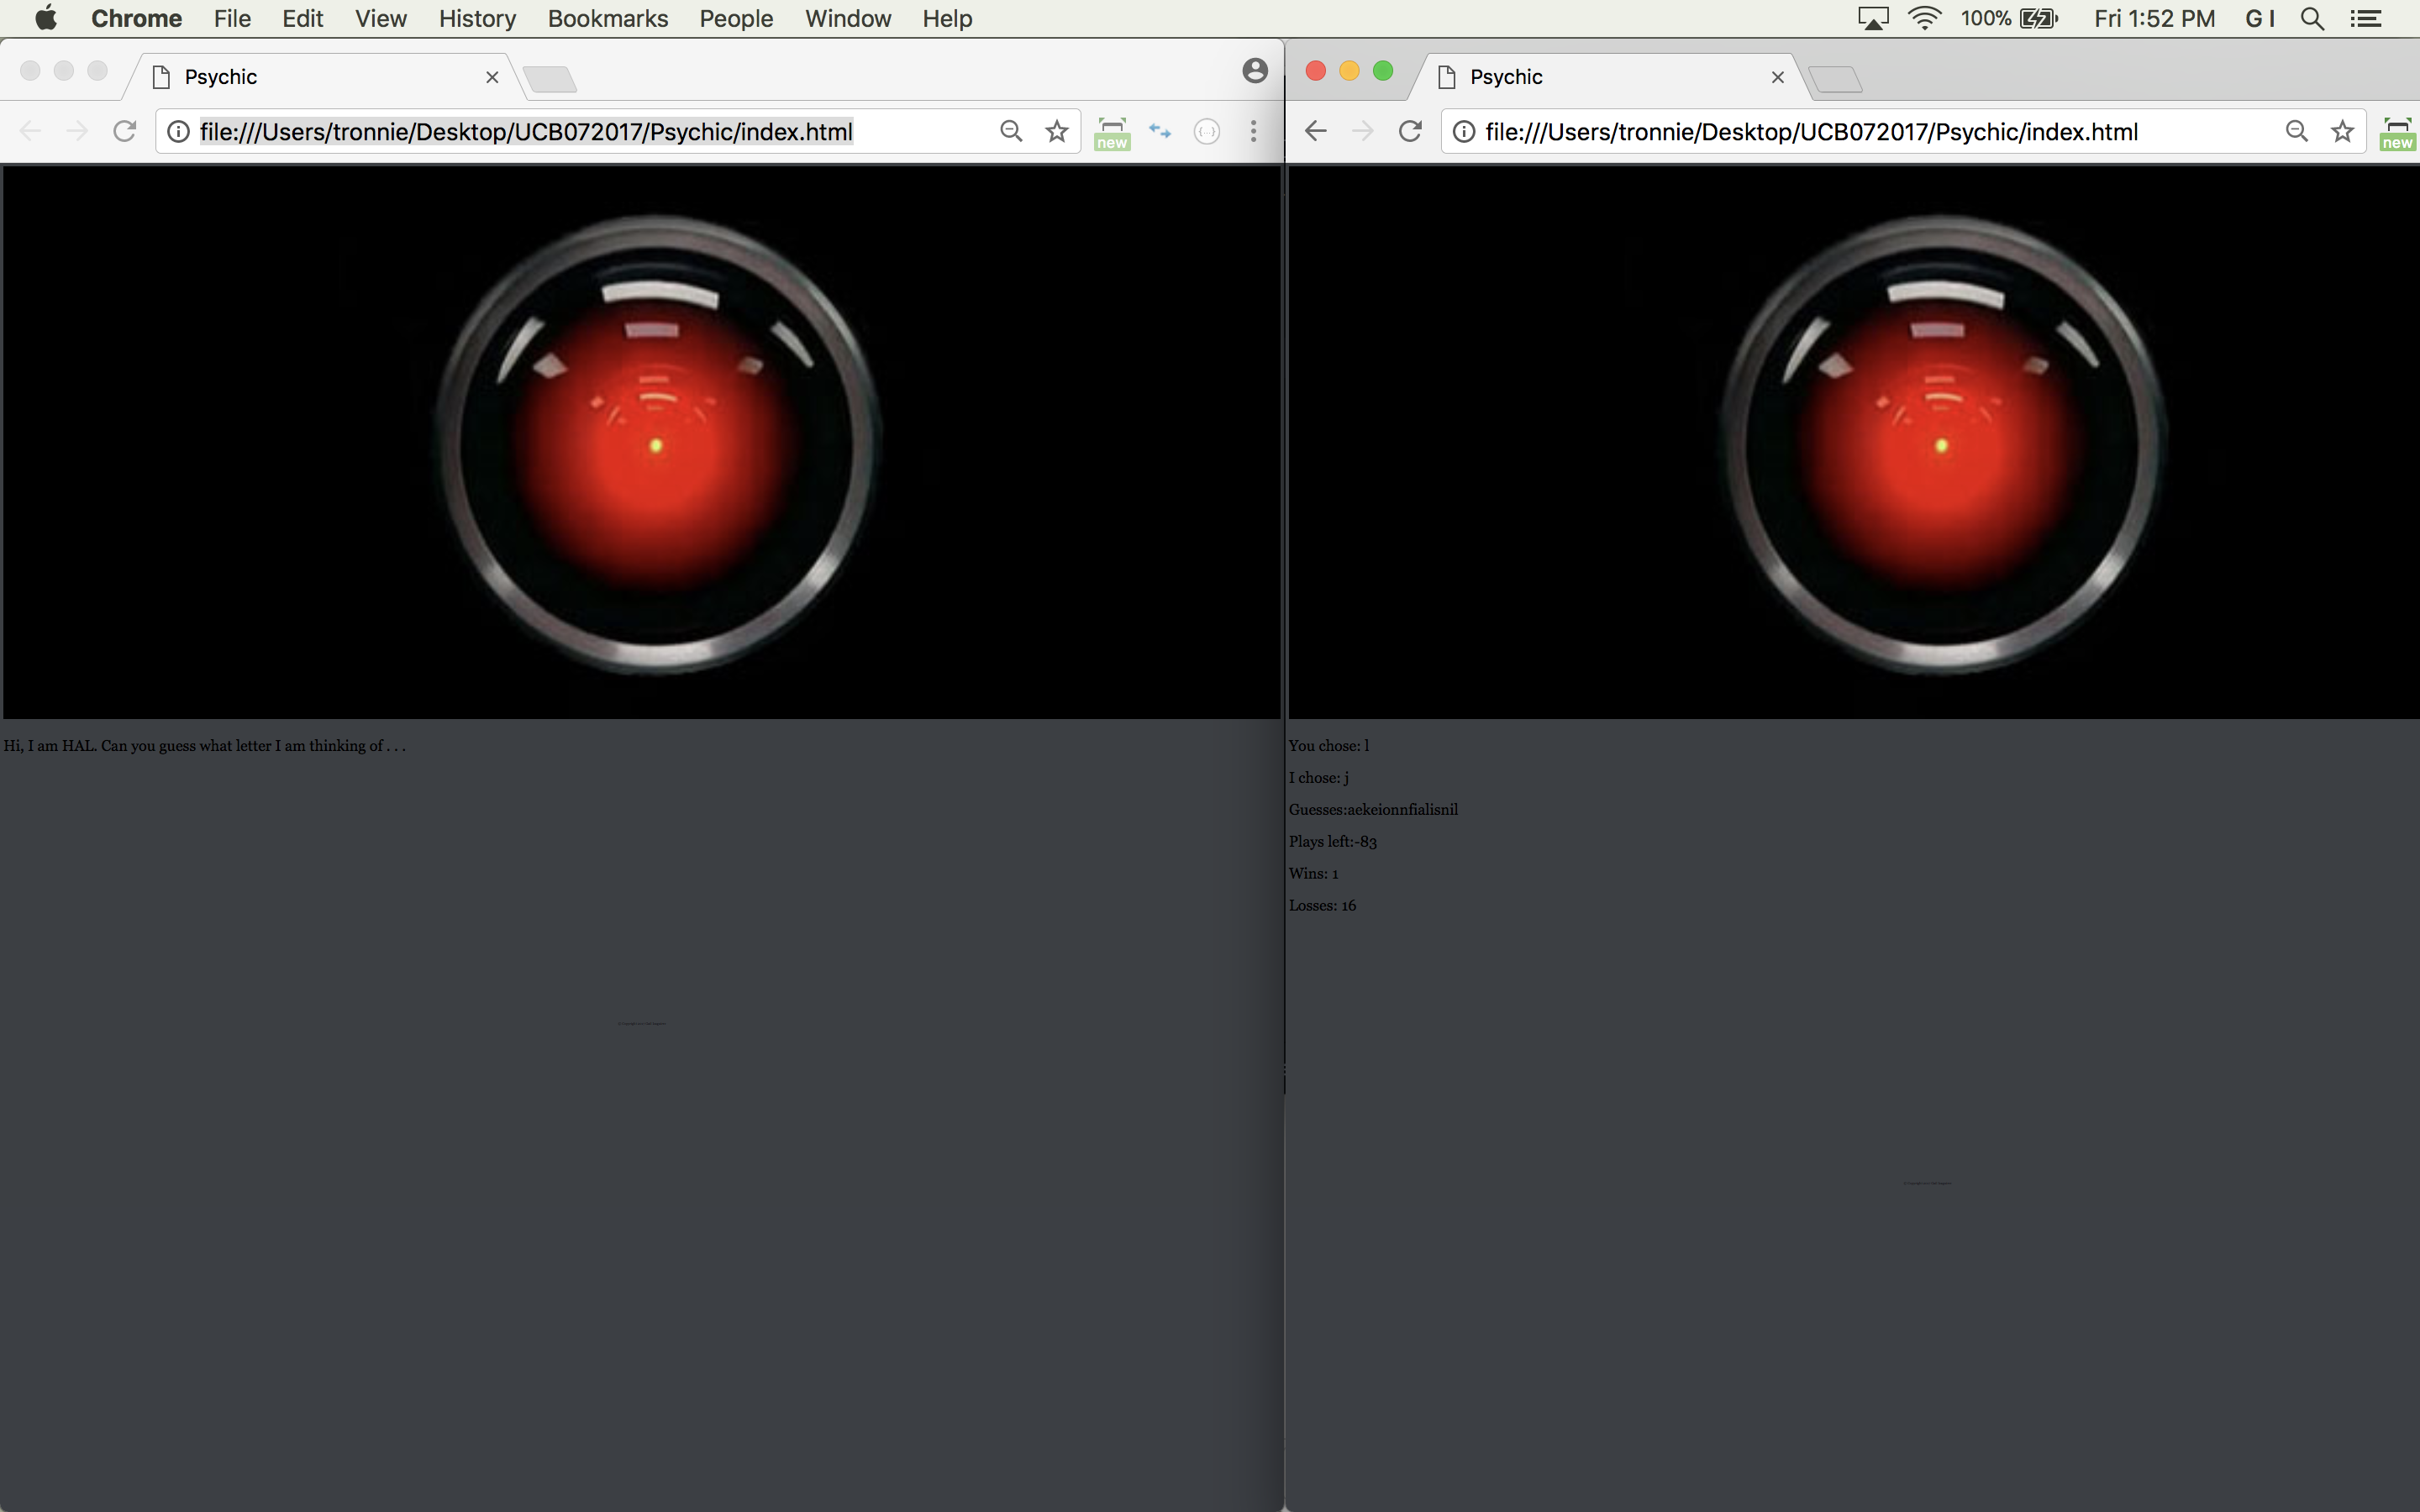 Chrome File Edit View History Bookmarks People Window Help 100% Fri 1:52 PM G I
Psychic
file:///Users/tronnie/Desktop/UCB072017/Psychic/index.html
new
Hi, I am HAL. Can you guess what letter I am thinking of . . .
Psychic
file:///Users/tronnie/Desktop/UCB072017/Psychic/index.html
new
You chose: l
I chose: j
Guesses:aekeionnfialisnil
Plays left:-83
Wins: 1
Losses: 16